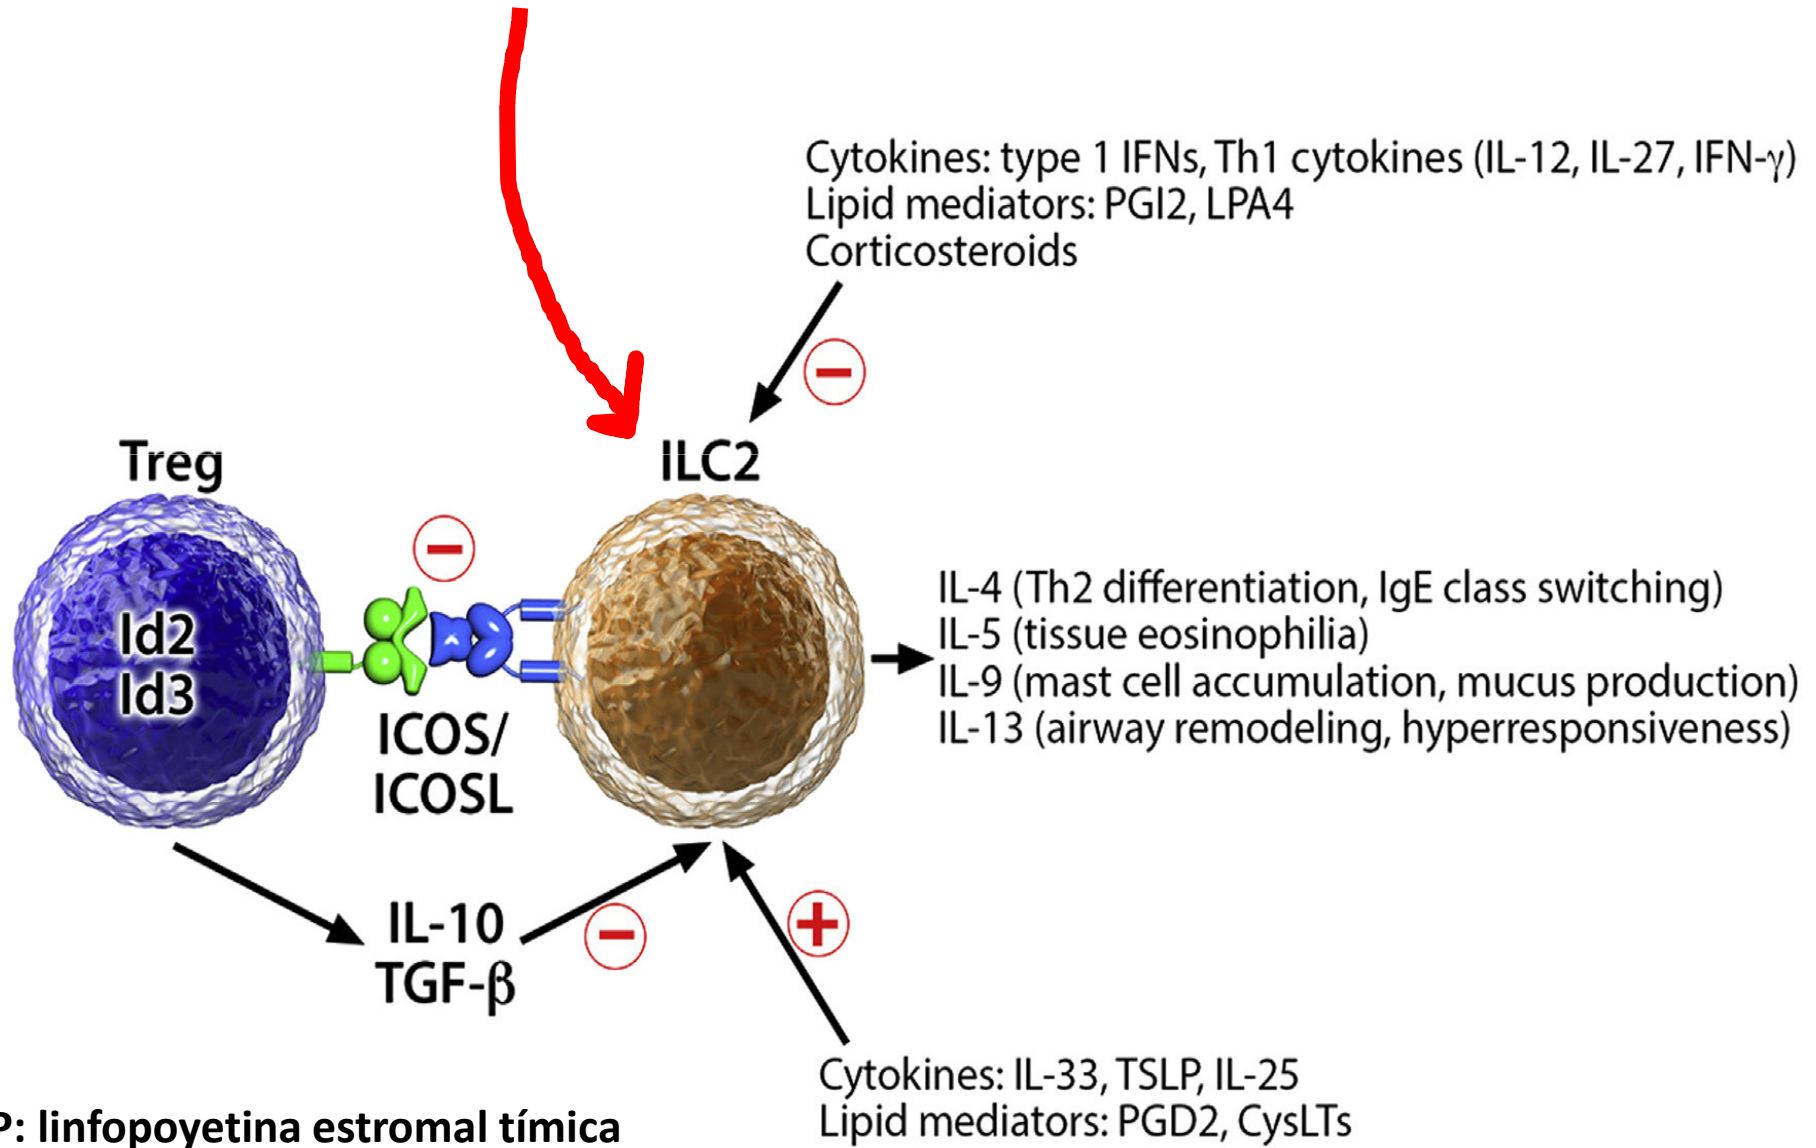 Cytokines: type 1 IFNs, Th1 cytokines (IL-12, IL-27, IFN-γ)
Lipid mediators: PGI2, LPA4
Corticosteroids
−
Treg
ILC2
−
Id2
Id3
ICOS/
ICOSL
IL-4 (Th2 differentiation, IgE class switching)
IL-5 (tissue eosinophilia)
IL-9 (mast cell accumulation, mucus production)
IL-13 (airway remodeling, hyperresponsiveness)
IL-10
TGF-β
−
+
Cytokines: IL-33, TSLP, IL-25
Lipid mediators: PGD2, CysLTs
P: linfopoyetina estromal tímica